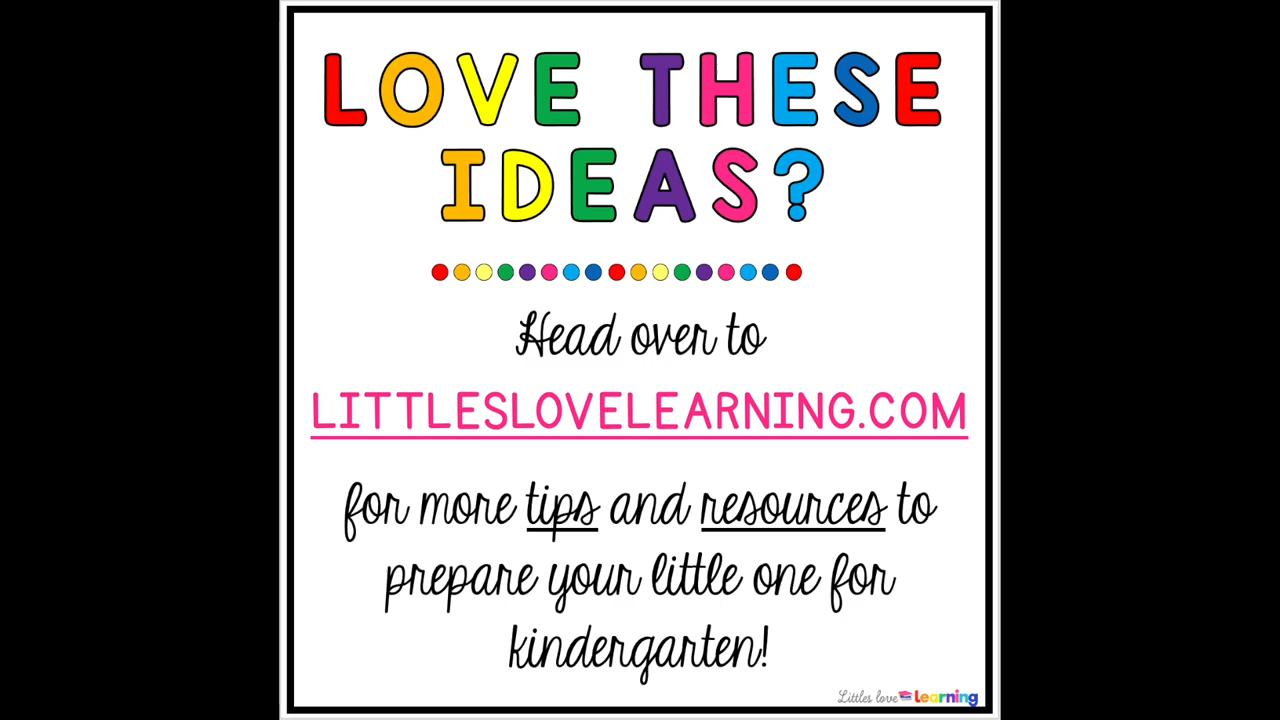 LOVE THESE
IDEAS?
Head over to
LITTLESLOVELEARNING.COM
for more tips and resources to
prepare your little one for
kindergarten!
Littles love learning